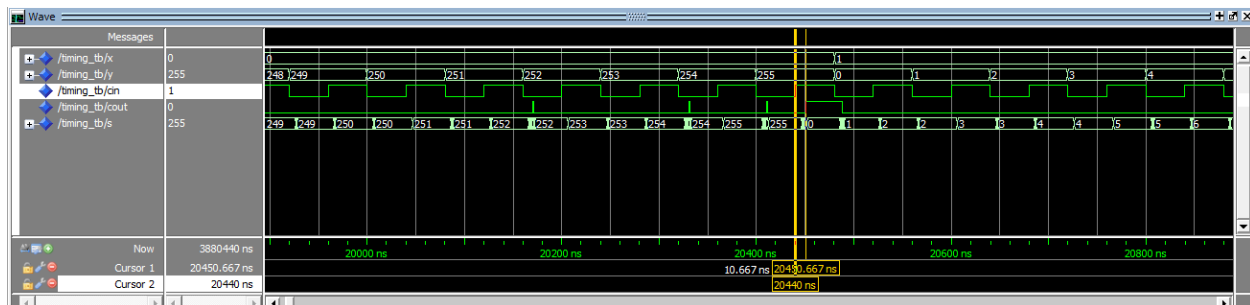 Wave
Messages
/timing_tb/x 0 0 1
/timing_tb/y 255 248 249 250 251 252 253 254 255 0 1 2 3 4
/timing_tb/cin 1
/timing_tb/cout 0
/timing_tb/s 255 249 249 250 250 251 251 252 252 253 253 254 254 255 255 0 1 2 2 3 3 4 4 5 5 6
Now 3880440 ns 20000 ns 20200 ns 20400 ns 20600 ns 20800 ns
Cursor 1 20450.667 ns 10.667 ns 20450.667 ns
Cursor 2 20440 ns 20440 ns